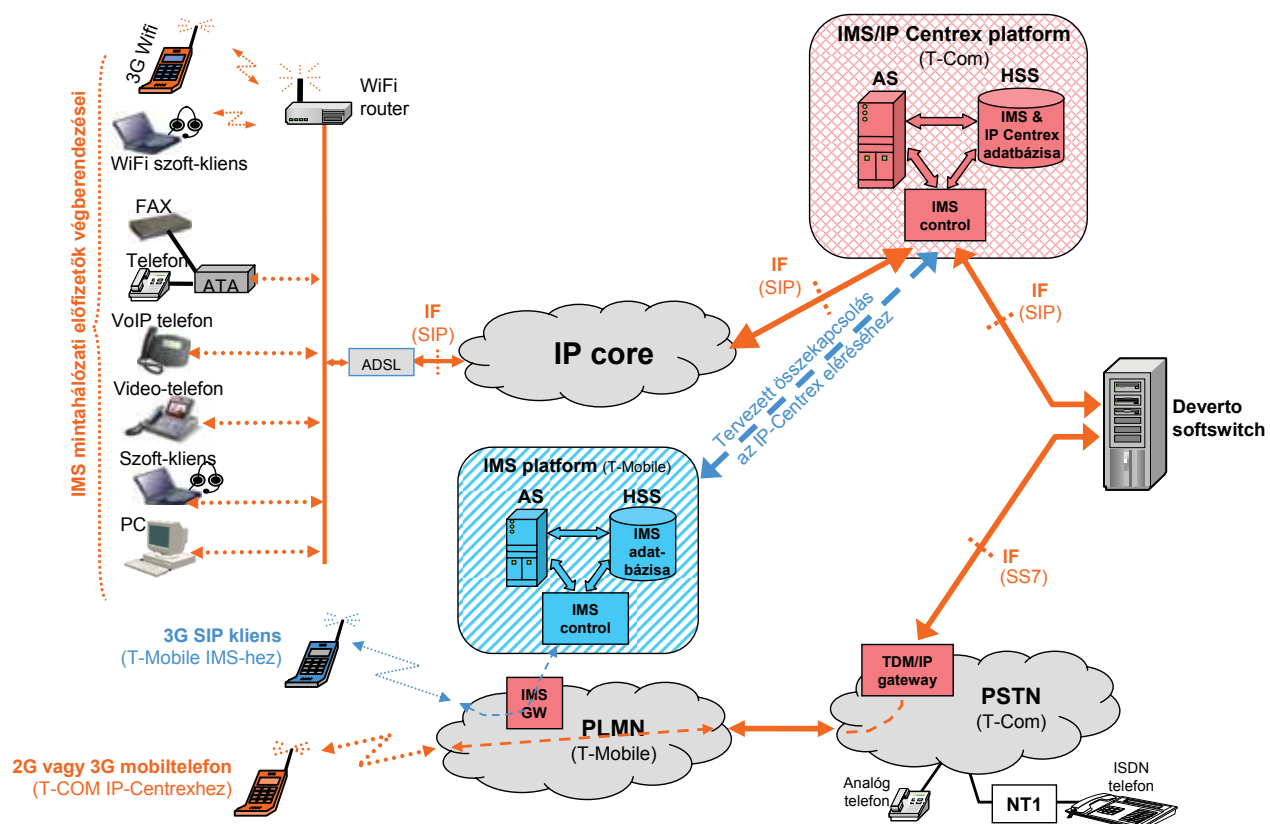 IMS mintahálózati előfizetők végberendezései
3G Wifi
WiFi
router
WiFi szoft-kliens
FAX
Telefon
ATA
VoIP telefon
Video-telefon
Szoft-kliens
PC
ADSL
IF
(SIP)
IP core
IF
(SIP)
Tervezett összekapcsolás
az IP-Centrex eléréséhez
IMS/IP Centrex platform
(T-Com)
AS
HSS
IMS &
IP Centrex
adatbázisa
IMS
control
IF
(SIP)
Deverto
softswitch
IF
(SS7)
IMS platform (T-Mobile)
AS
HSS
IMS
adat-
bázisa
IMS
control
3G SIP kliens
(T-Mobile IMS-hez)
IMS
GW
PLMN
(T-Mobile)
2G vagy 3G mobiltelefon
(T-COM IP-Centrexhez)
TDM/IP
gateway
PSTN
(T-Com)
Analóg
telefon
NT1
ISDN
telefon